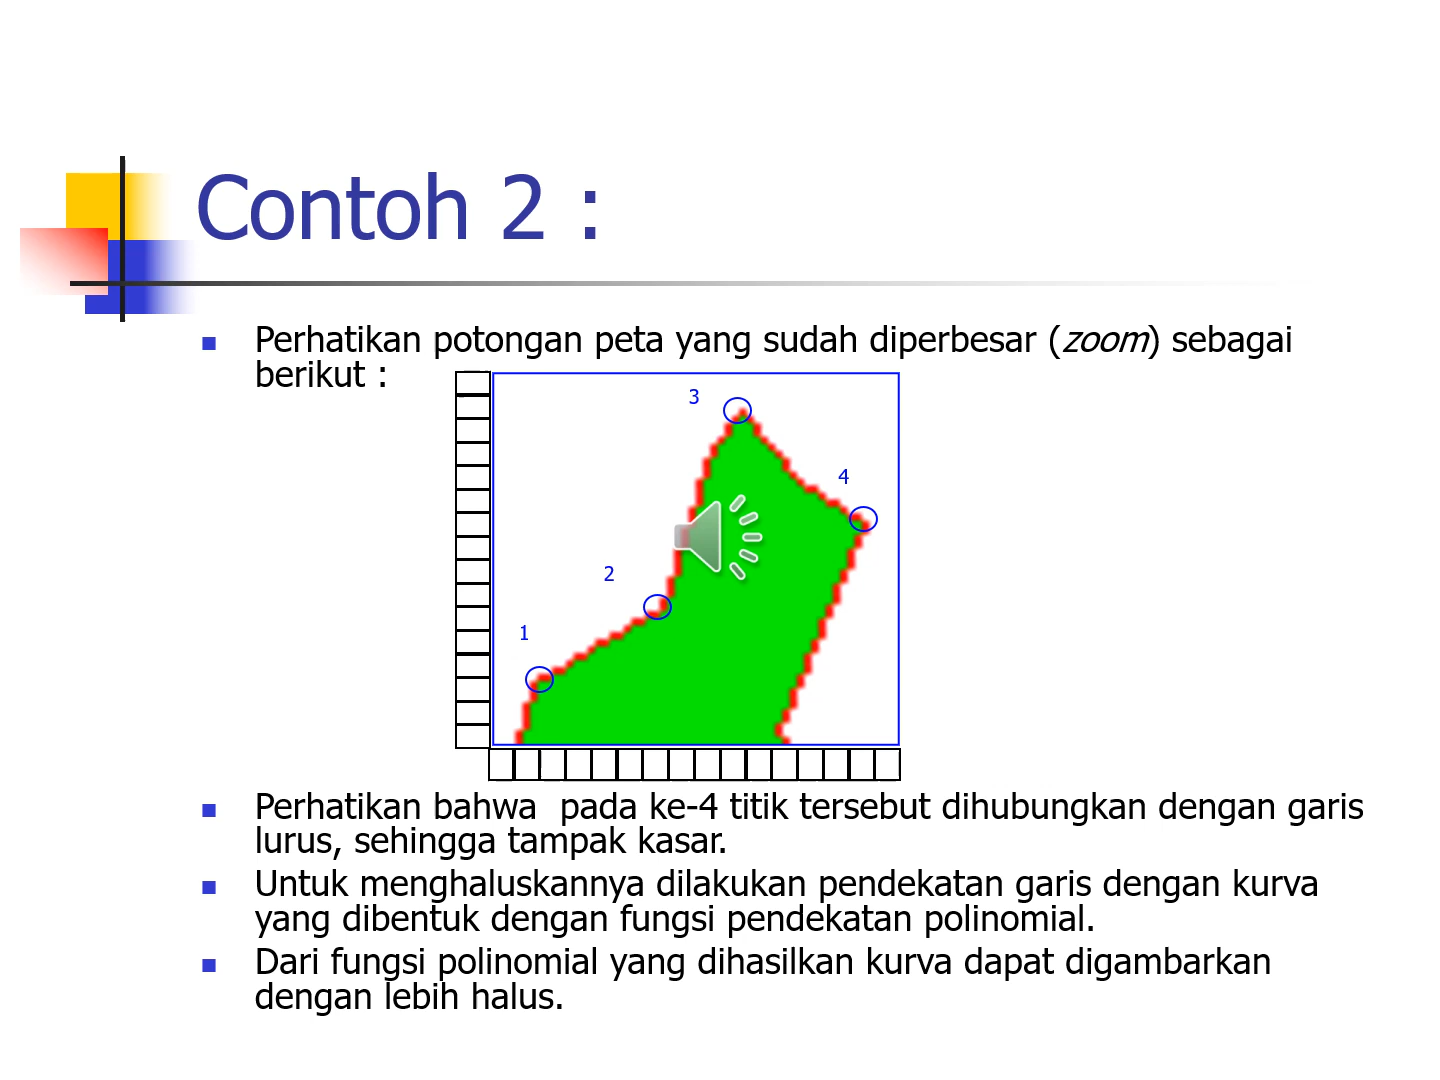 Contoh 2 :
Perhatikan potongan peta yang sudah diperbesar (zoom) sebagai
berikut :
3
4
2
1
Perhatikan bahwa  pada ke-4 titik tersebut dihubungkan dengan garis
lurus, sehingga tampak kasar.
Untuk menghaluskannya dilakukan pendekatan garis dengan kurva
yang dibentuk dengan fungsi pendekatan polinomial.
Dari fungsi polinomial yang dihasilkan kurva dapat digambarkan
dengan lebih halus.